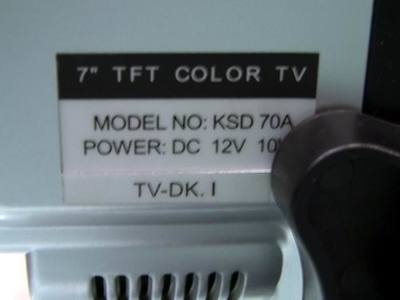 7" TFT COLOR TV
MODEL NO: KSD 70A
POWER: DC 12V
TV-DK. I